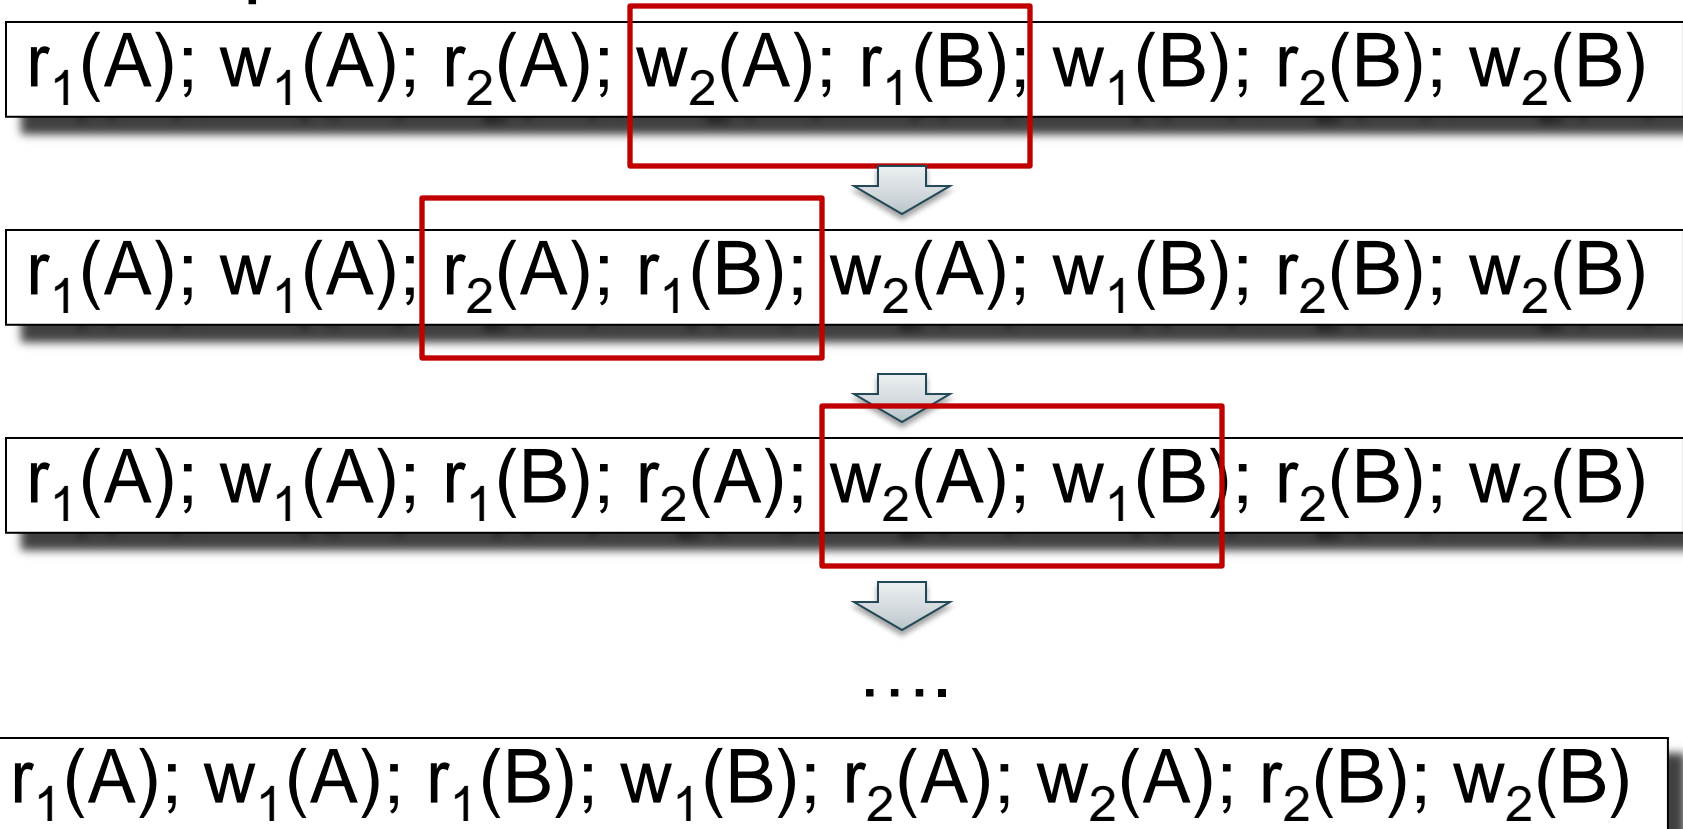 r₁(A); w₁(A); r₂(A); w₂(A); r₁(B); w₁(B); r₂(B); w₂(B)
r₁(A); w₁(A); r₂(A); r₁(B); w₂(A); w₁(B); r₂(B); w₂(B)
r₁(A); w₁(A); r₁(B); r₂(A); w₂(A); w₁(B); r₂(B); w₂(B)
....
r₁(A); w₁(A); r₁(B); w₁(B); r₂(A); w₂(A); r₂(B); w₂(B)